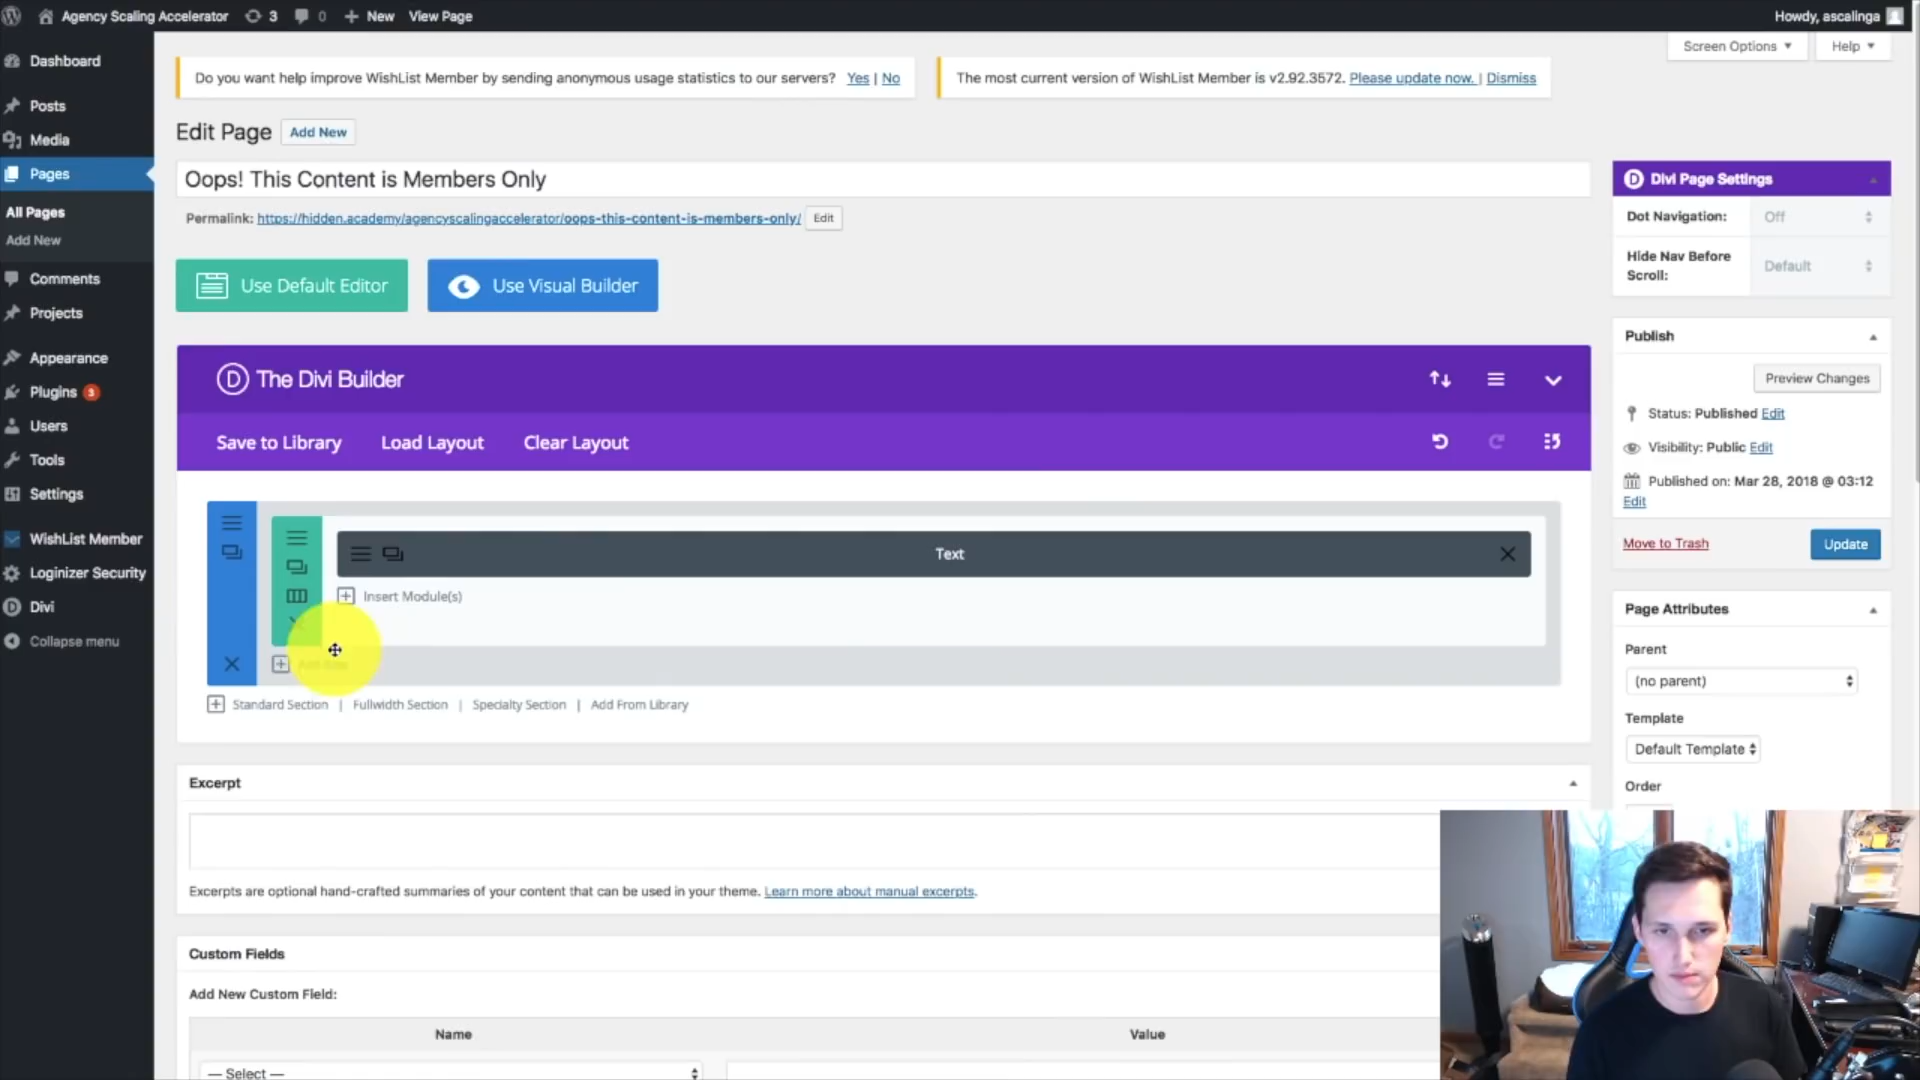 Agency Scaling Accelerator 3 0 New View Page Howdy, ascalinga
Screen Options Help
Dashboard
Posts
Media
Pages
All Pages
Add New
Comments
Projects
Appearance
Plugins 3
Users
Tools
Settings
WishList Member
Loginizer Security
Divi
Collapse menu
Do you want help improve WishList Member by sending anonymous usage statistics to our servers? Yes | No
The most current version of WishList Member is v2.92.3572. Please update now. | Dismiss
Edit Page Add New
Oops! This Content is Members Only
Permalink: https://hidden.academy/agencyscalingaccelerator/oops-this-content-is-members-only/ Edit
Use Default Editor Use Visual Builder
D The Divi Builder
Save to Library Load Layout Clear Layout
Text
Insert Module(s)
Standard Section | Fullwidth Section | Specialty Section | Add From Library
Excerpt
Excerpts are optional hand-crafted summaries of your content that can be used in your theme. Learn more about manual excerpts.
Custom Fields
Add New Custom Field:
Name Value
— Select —
D Divi Page Settings
Dot Navigation: Off
Hide Nav Before Scroll: Default
Publish
Preview Changes
Status: Published Edit
Visibility: Public Edit
Published on: Mar 28, 2018 @ 03:12
Edit
Move to Trash Update
Page Attributes
Parent
(no parent)
Template
Default Template
Order